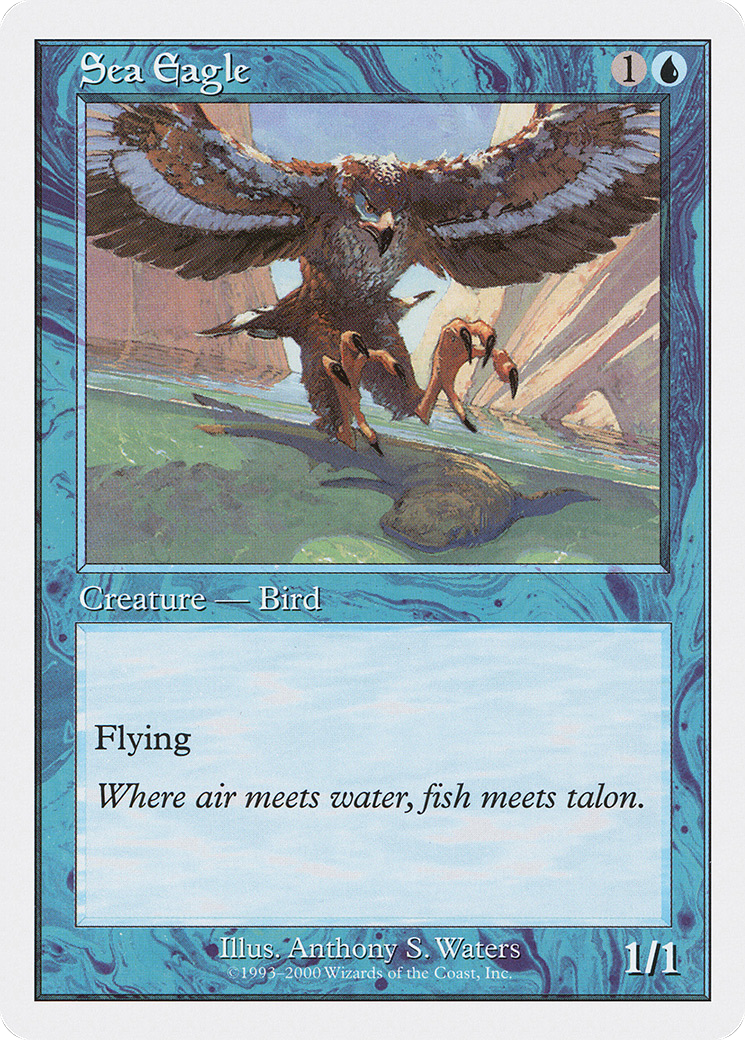 Sea Eagle
1
Creature — Bird
Flying
Where air meets water, fish meets talon.
Illus. Anthony S. Waters
©1993–2000 Wizards of the Coast, Inc.
1/1